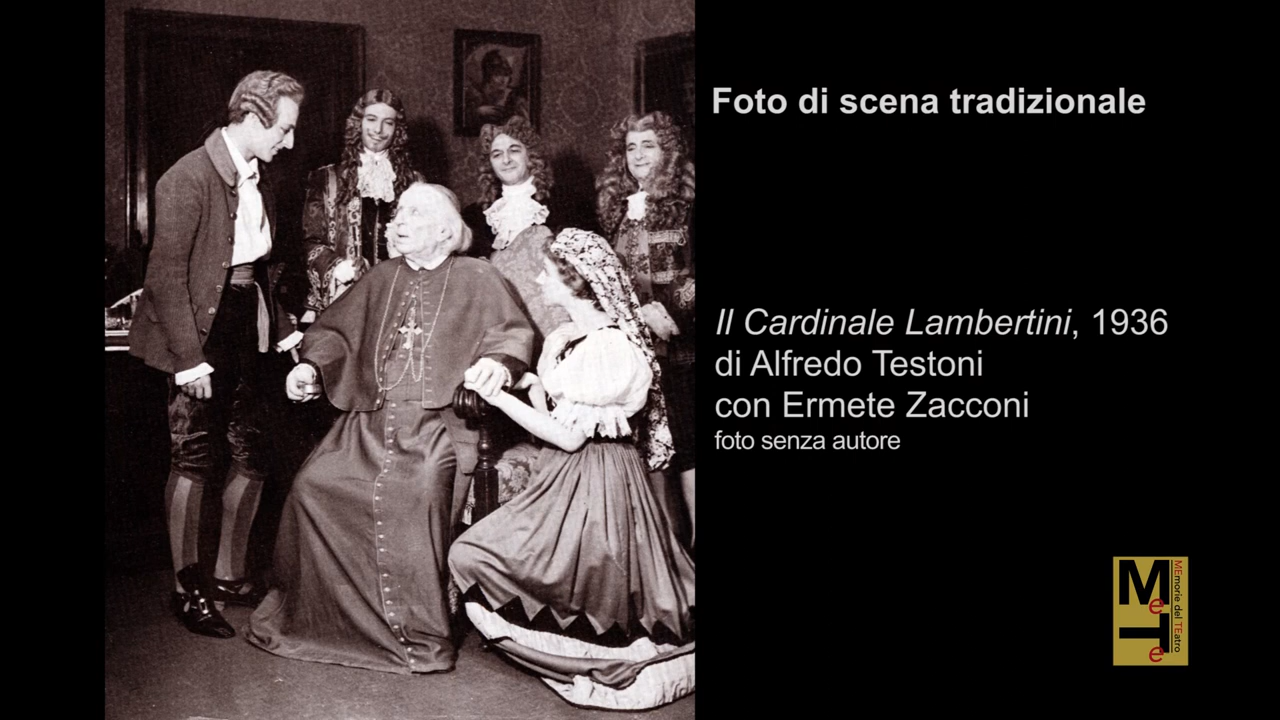 Foto di scena tradizionale
Il Cardinale Lambertini, 1936
di Alfredo Testoni
con Ermete Zacconi
foto senza autore
MeTe
MEmorie del TEatro